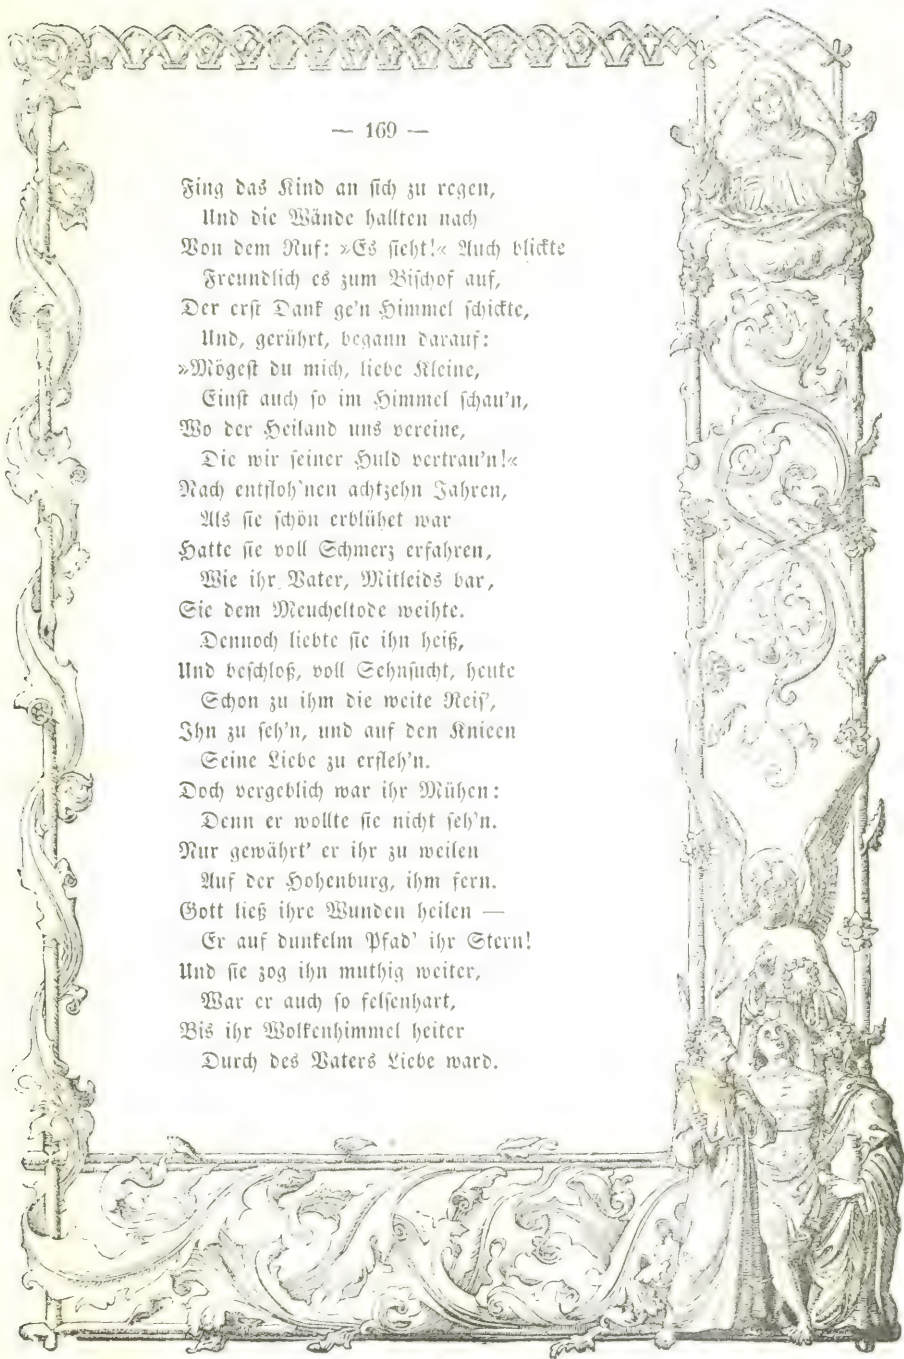 — 169 —
Fing das Kind an sich zu regen,
Und die Wände hallten nach
Von dem Ruf: »Es sieht!« Auch blickte
Freundlich es zum Bischof auf,
Der erst Dank ge'n Himmel schickte,
Und, gerührt, begann darauf:
»Mögest du mich, liebe Kleine,
Einst auch so im Himmel schau'n,
Wo der Heiland uns vereine,
Die wir seiner Huld vertrau'n!«
Nach entfloh'nen achtzehn Jahren,
Als sie schön erblühet war
Hatte sie voll Schmerz erfahren,
Wie ihr Vater, Mitleids bar,
Sie dem Meucheltode weihte.
Dennoch liebte sie ihn heiß,
Und beschloß, voll Sehnsucht, heute
Schon zu ihm die weite Reis',
Ihn zu seh'n, und auf den Knieen
Seine Liebe zu erfleh'n.
Doch vergeblich war ihr Mühen:
Denn er wollte sie nicht seh'n.
Nur gewährt' er ihr zu weilen
Auf der Hohenburg, ihm fern.
Gott ließ ihre Wunden heilen —
Er auf dunkelm Pfad' ihr Stern!
Und sie zog ihn muthig weiter,
War er auch so felsenhart,
Bis ihr Wolkenhimmel heiter
Durch des Vaters Liebe ward.